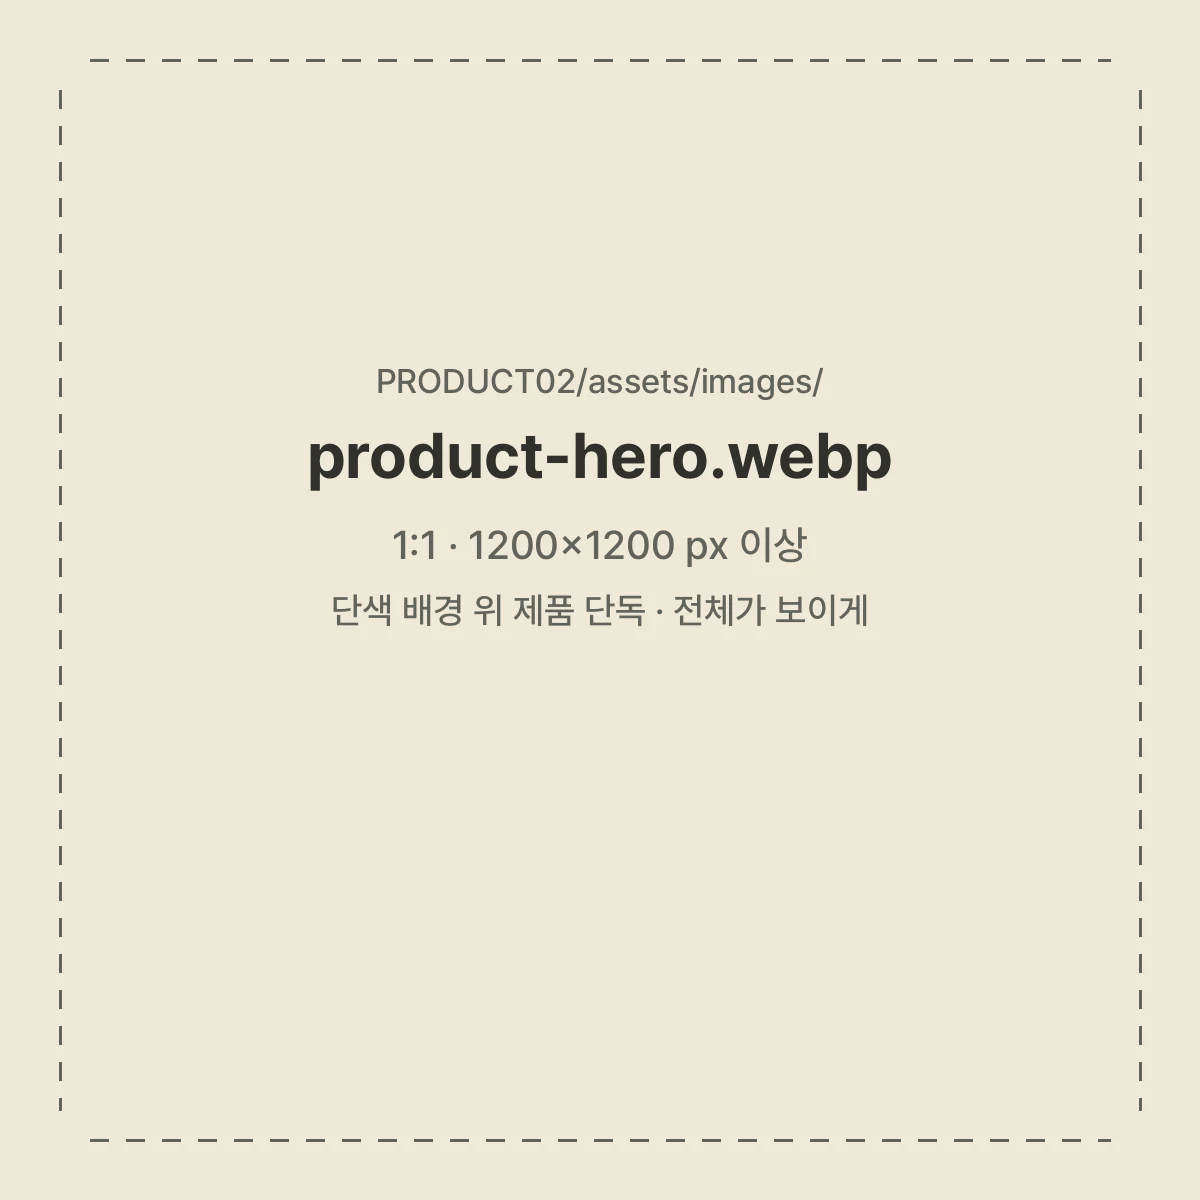 PRODUCT02/assets/images/
product-hero.webp
1:1 · 1200×1200 px 이상
단색 배경 위 제품 단독 · 전체가 보이게